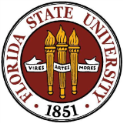 FLORIDA STATE UNIVERSITY
VIRES ARTES MORES
1851